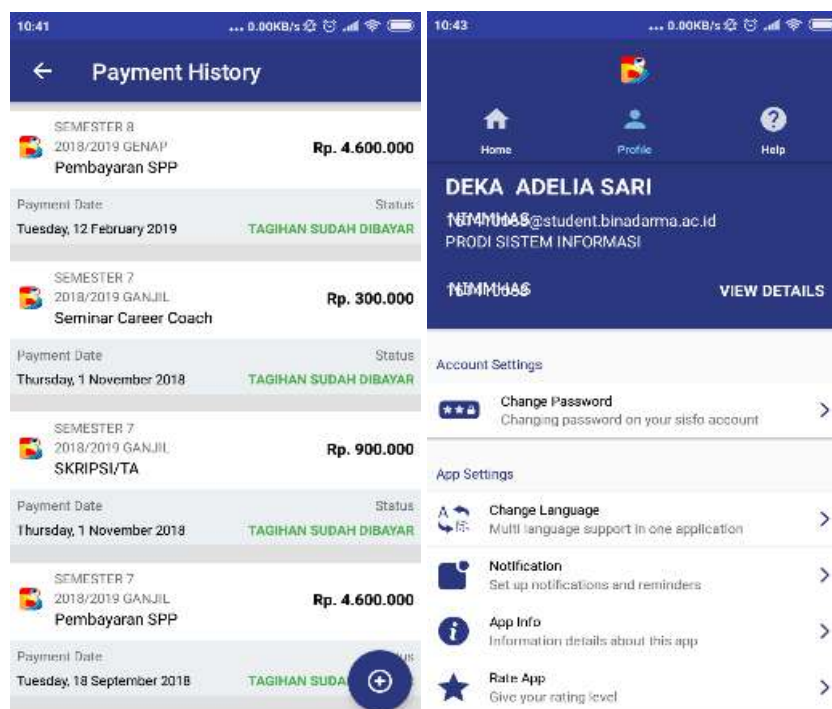 10:41
... 0.00KB/s
Payment History
SEMESTER 8
2018/2019 GENAP
Pembayaran SPP
Rp. 4.600.000
Payment Date
Status
Tuesday, 12 February 2019
TAGIHAN SUDAH DIBAYAR
SEMESTER 7
2018/2019 GANJIL
Seminar Career Coach
Rp. 300.000
Payment Date
Status
Thursday, 1 November 2018
TAGIHAN SUDAH DIBAYAR
SEMESTER 7
2018/2019 GANJIL
SKRIPSI/TA
Rp. 900.000
Payment Date
Status
Thursday, 1 November 2018
TAGIHAN SUDAH DIBAYAR
SEMESTER 7
2018/2019 GANJIL
Pembayaran SPP
Rp. 4.600.000
Payment Date
Tuesday, 18 September 2018
TAGIHAN
10:43
... 0.00KB/s
Home
Profile
Help
DEKA ADELIA SARI
@student.binadarma.ac.id
PRODI SISTEM INFORMASI
VIEW DETAILS
Account Settings
Change Password
Changing password on your sisfo account
App Settings
Change Language
Multi language support in one application
Notification
Set up notifications and reminders
App Info
Information details about this app
Rate App
Give your rating level